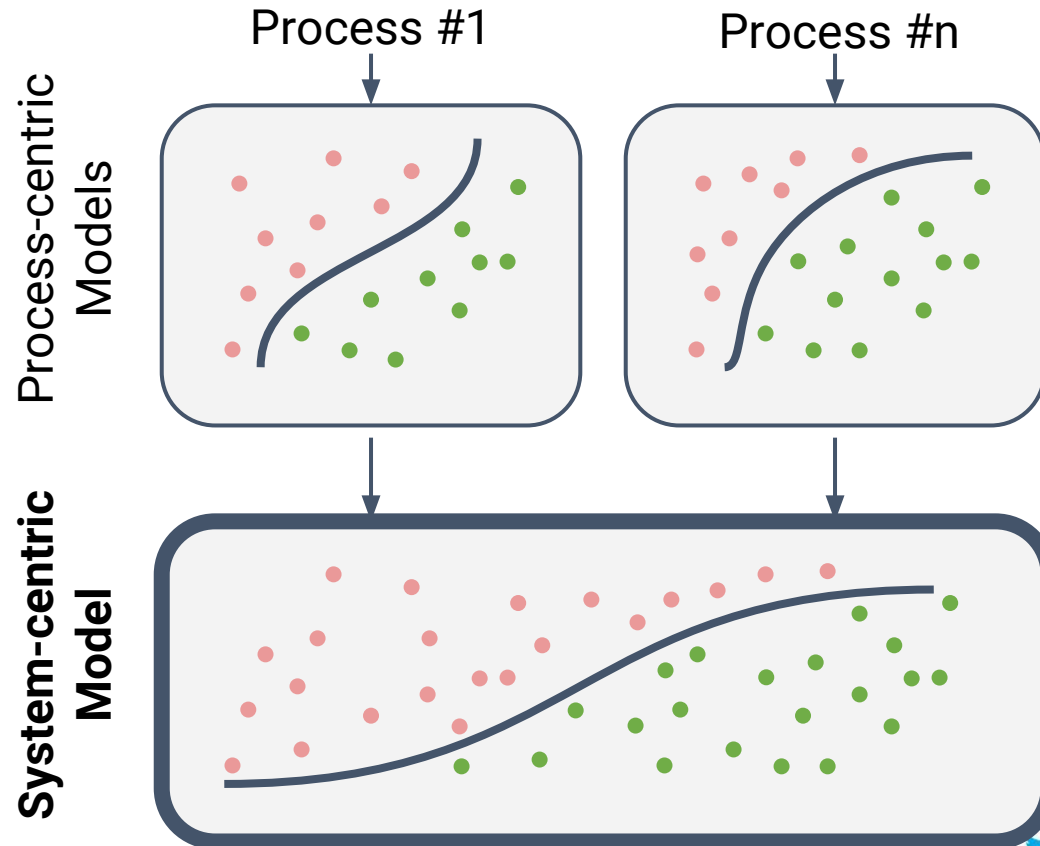 Process #1
Process #n
Process-centric
Models
System-centric
Model